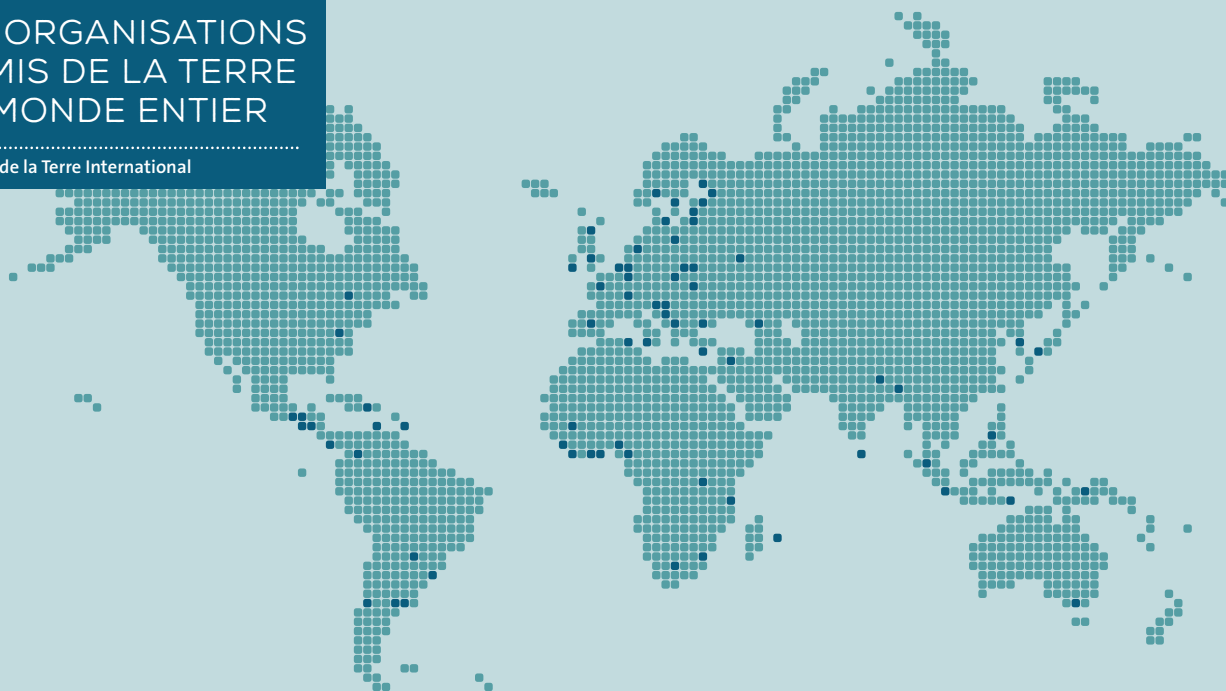 ORGANISATIONS
MIS DE LA TERRE
MONDE ENTIER
de la Terre International